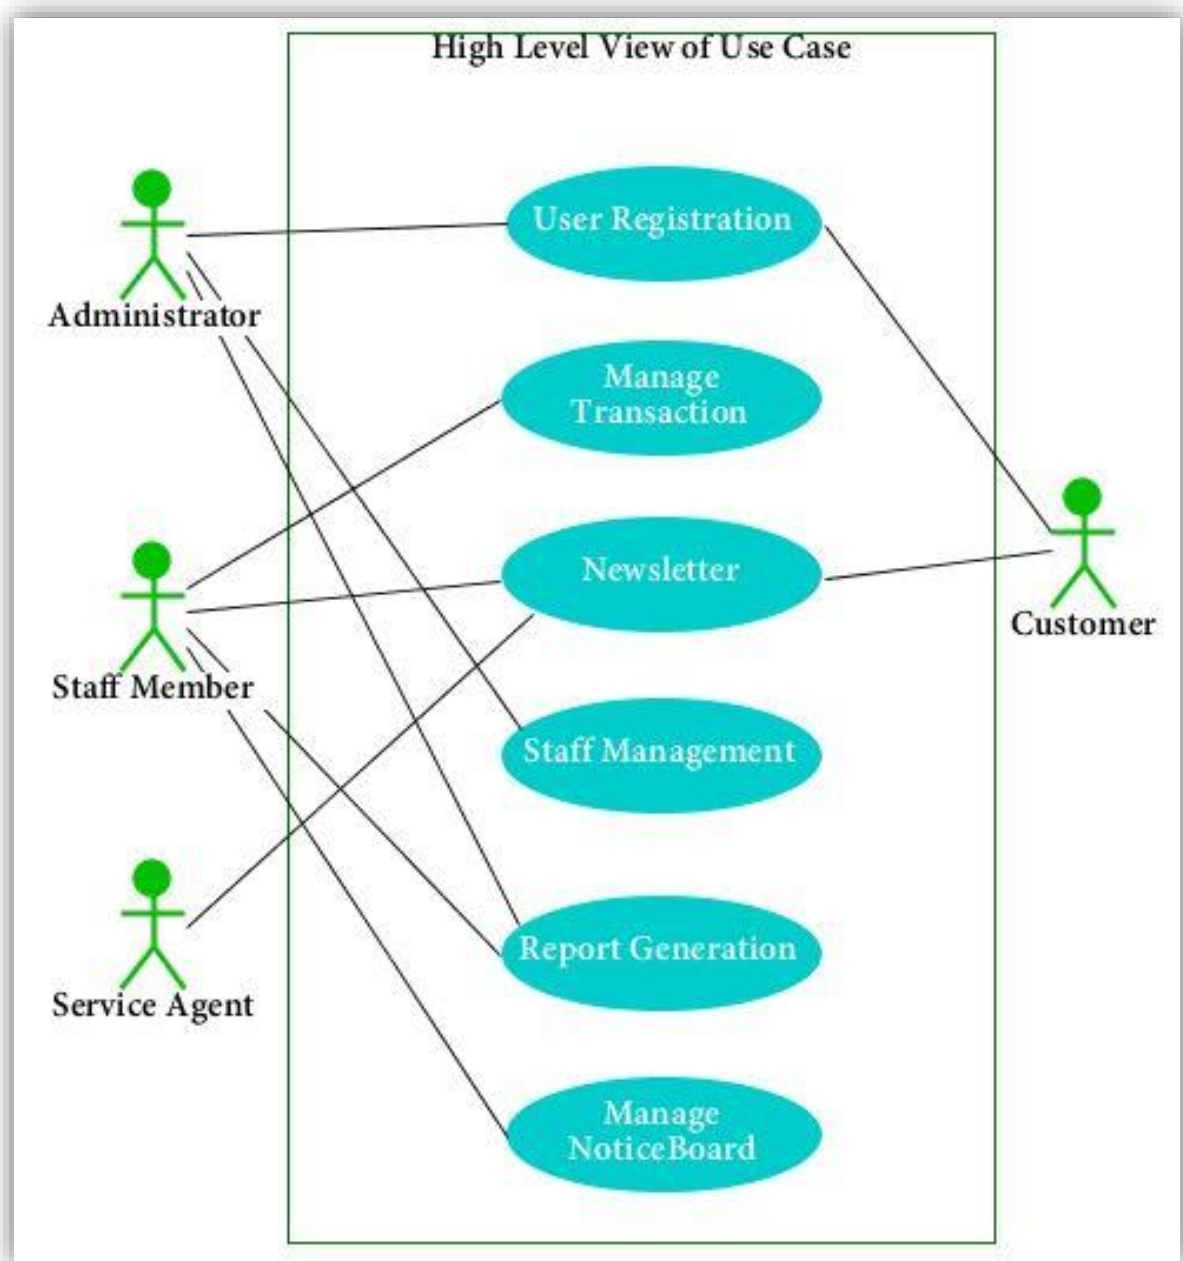 High Level View of Use Case
User Registration
Administrator
Manage
Transaction
Newsletter
Customer
Staff Member
Staff Management
Report Generation
Service Agent
Manage
NoticeBoard